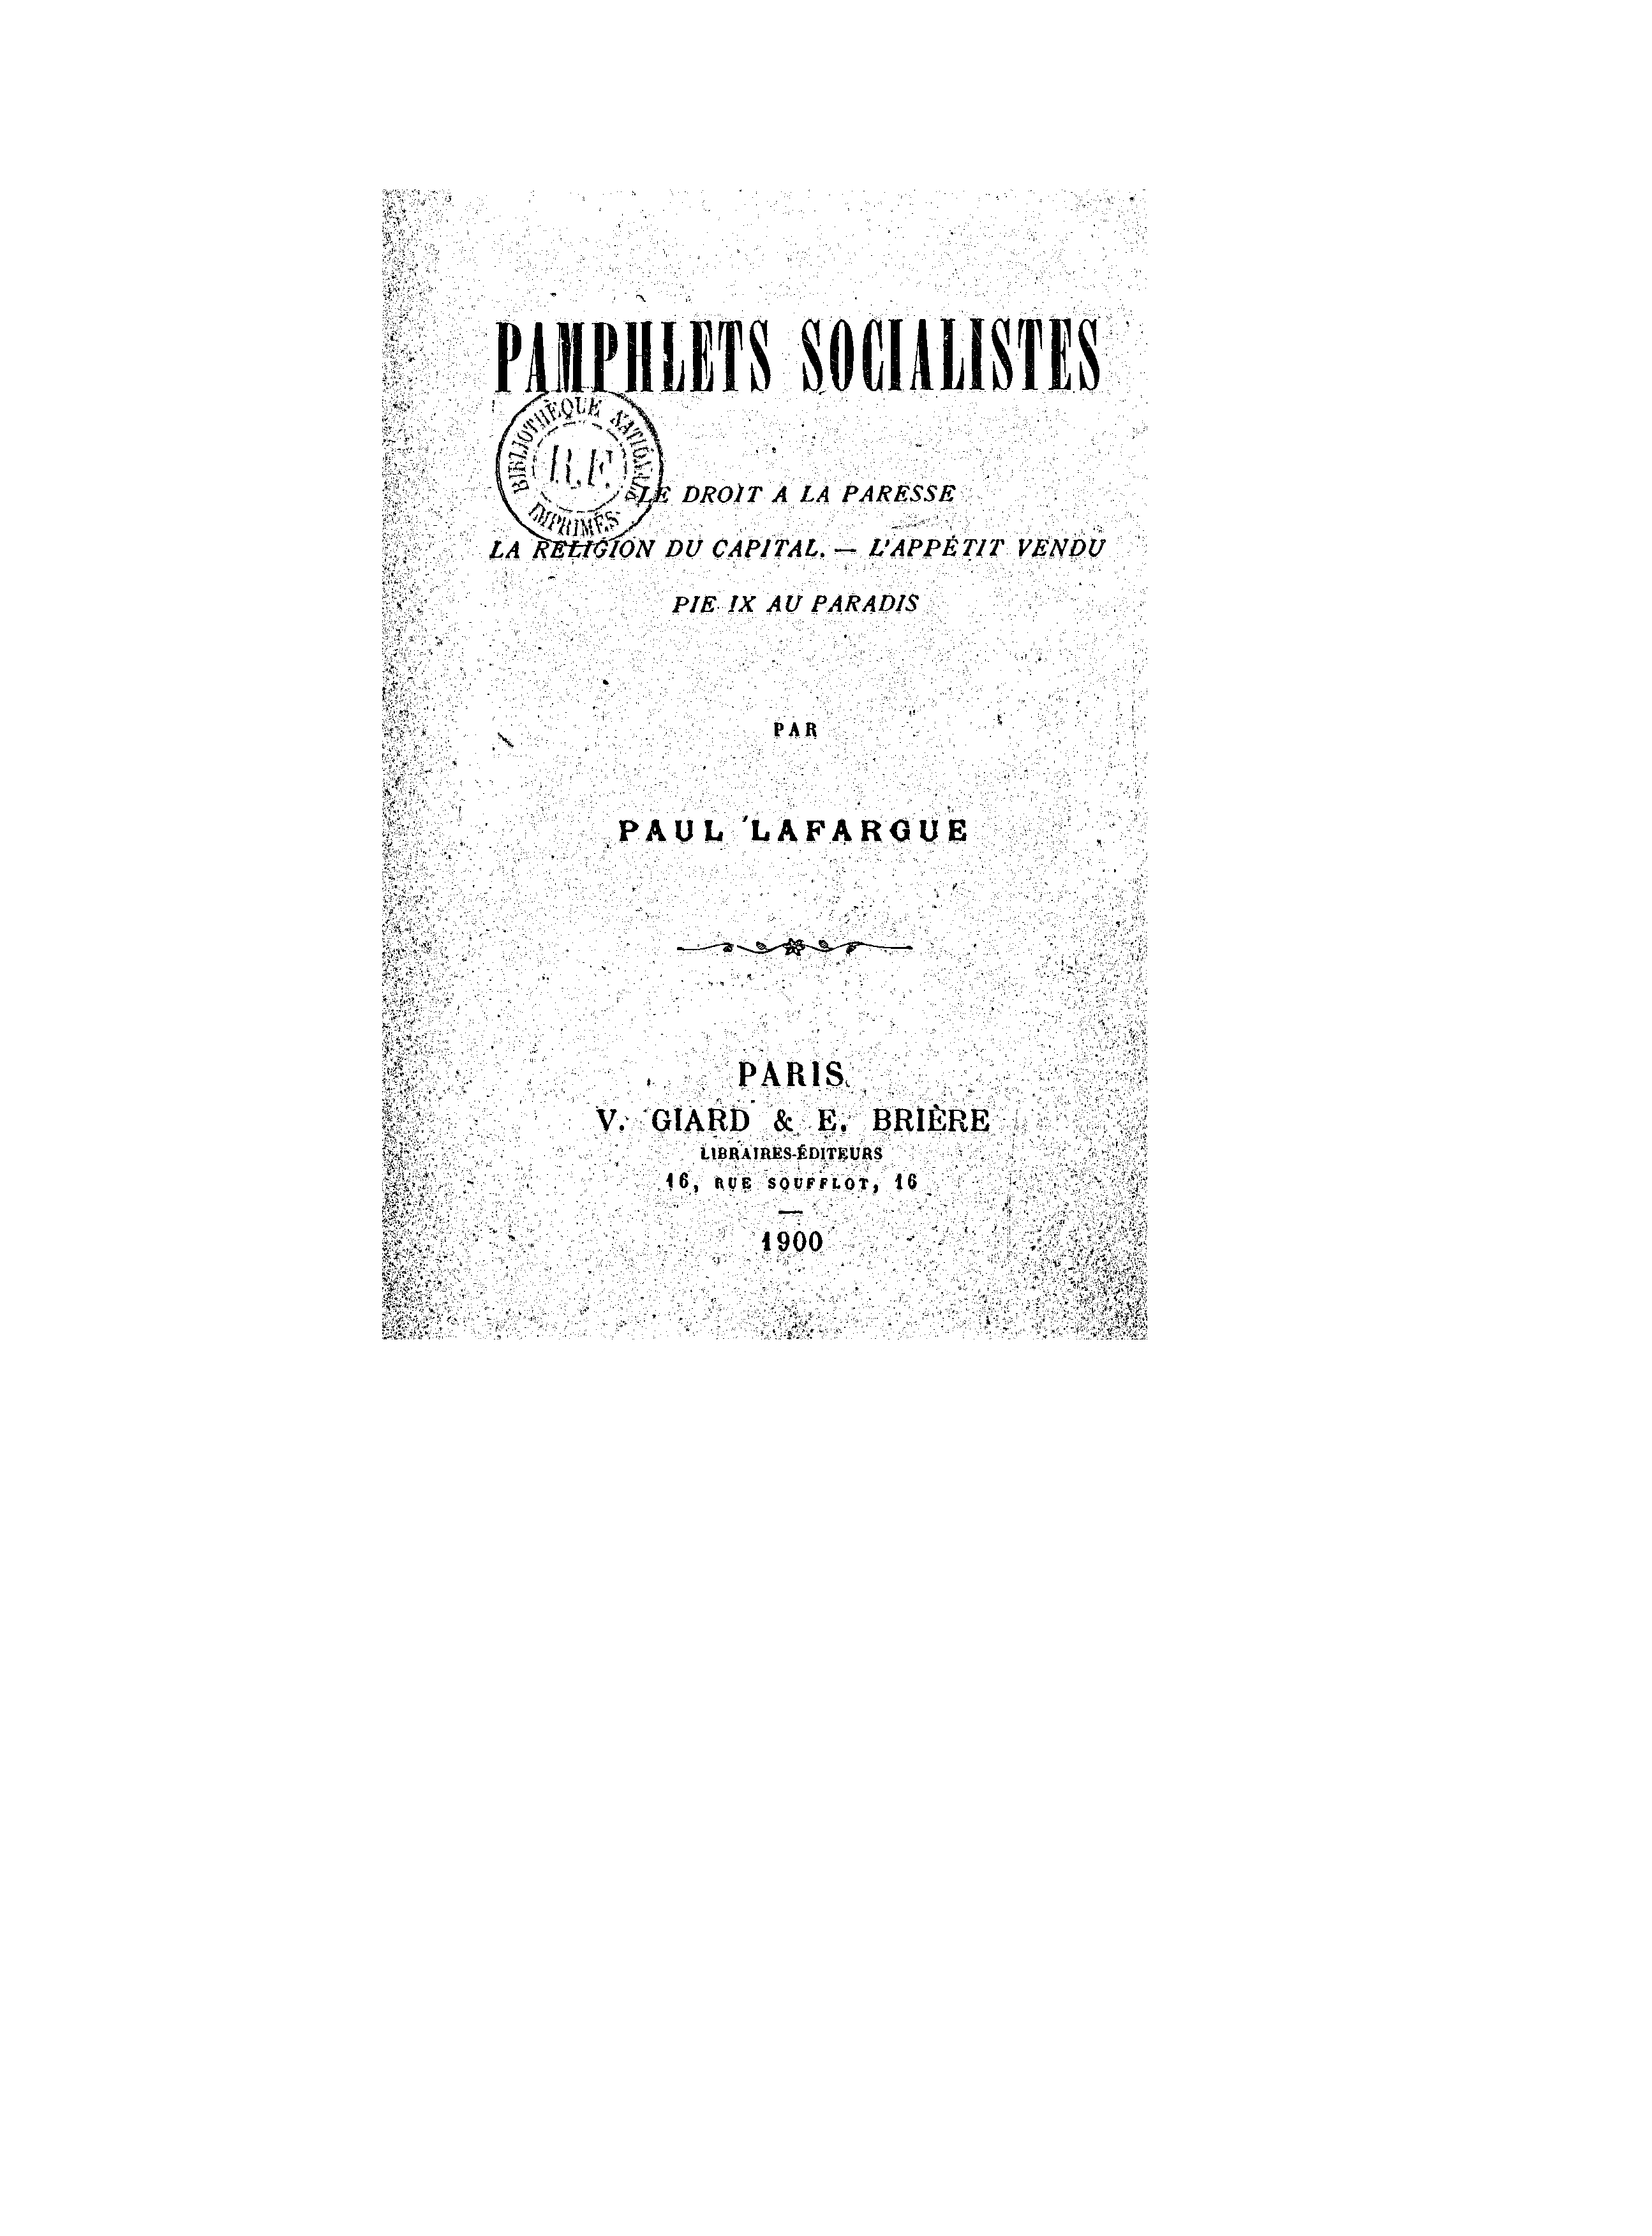 PAMPHLETS SOCIALISTES
BIBLIOTHÈQUE NATIONALE
R.F.
IMPRIMÉS
LE DROIT A LA PARESSE
LA RELIGION DU CAPITAL. — L'APPÉTIT VENDU
PIE IX AU PARADIS
PAR
PAUL LAFARGUE
PARIS
V. GIARD & E. BRIÈRE
LIBRAIRES-ÉDITEURS
16, RUE SOUFFLOT, 16
1900